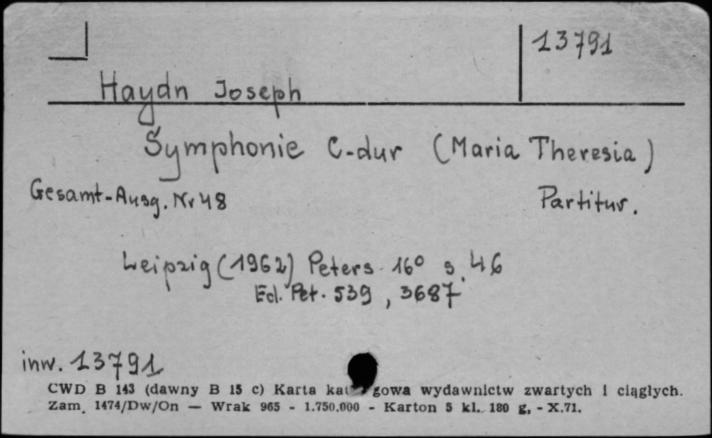 13791
Haydn Joseph
Symphonie C-dur (Maria Theresia)
Gesamt-Ausg. Nr 48 Partitur.
Leipzig (1962) Peters 16° s. 46
Ed. Pet. 539, 3687
inw. 13791
CWD B 143 (dawny B 15 c) Karta gowa wydawnictw zwartych i ciągłych.
Zam. 1474/Dw/On — Wrak 965 - 1.750.000 - Karton 5 kl. 180 g, - X.71.